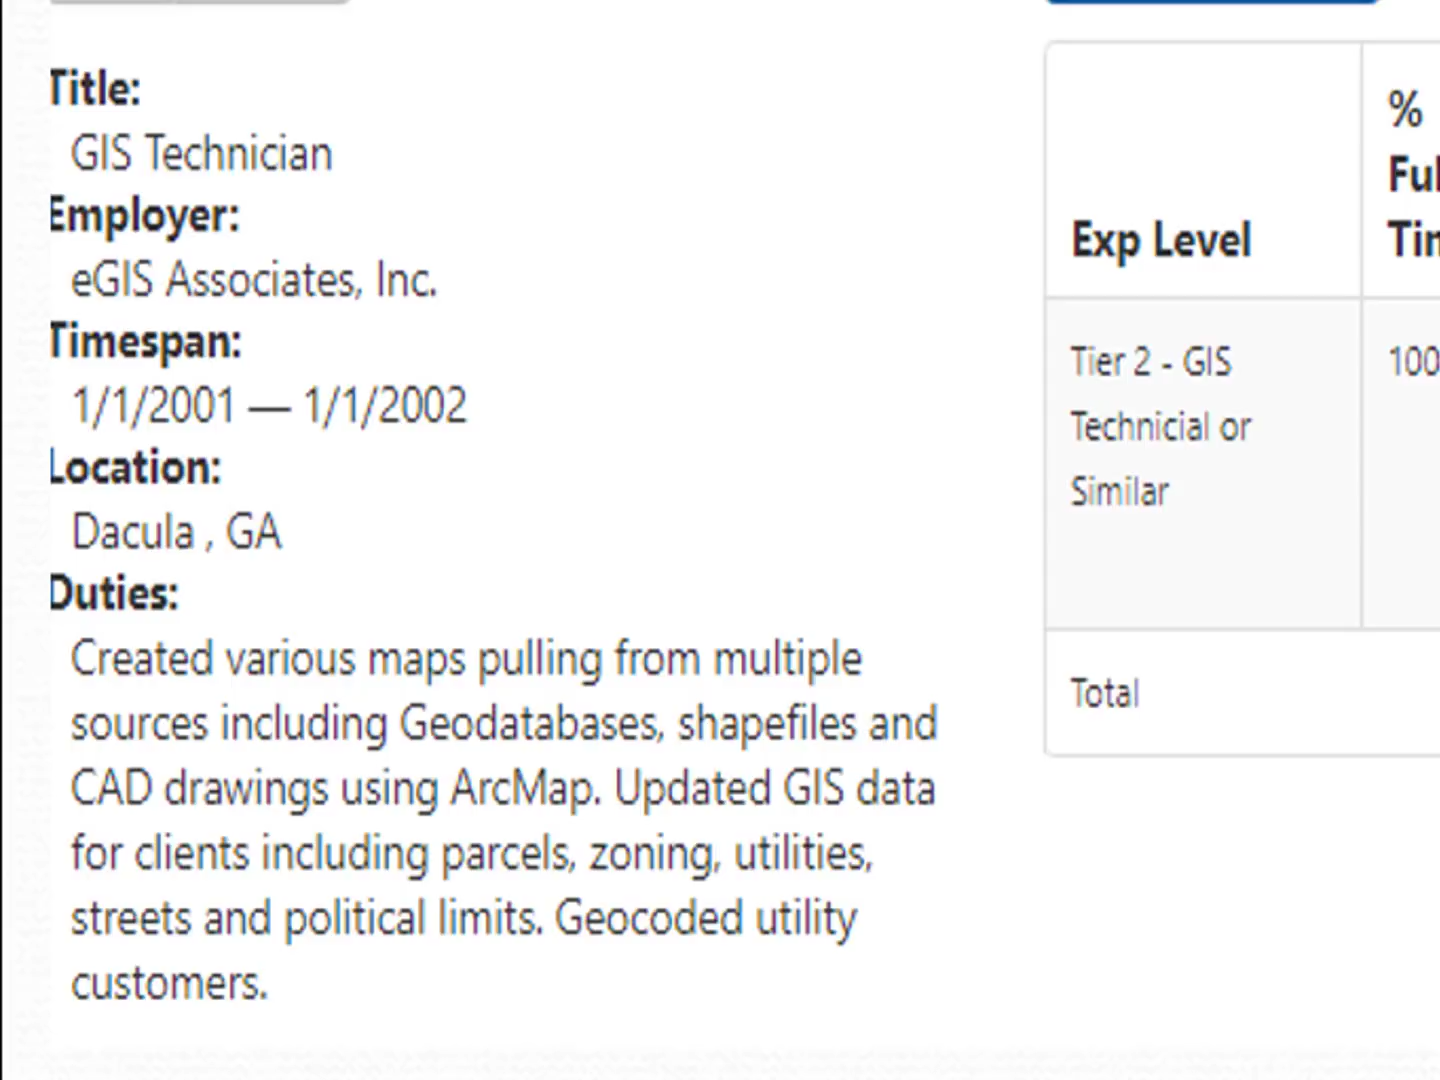 Title:
GIS Technician
Employer:
eGIS Associates, Inc.
Timespan:
1/1/2001 — 1/1/2002
Location:
Dacula , GA
Duties:
Created various maps pulling from multiple
sources including Geodatabases, shapefiles and
CAD drawings using ArcMap. Updated GIS data
for clients including parcels, zoning, utilities,
streets and political limits. Geocoded utility
customers.
Exp Level
%
Tier 2 - GIS
Technicial or
Similar
100
Total